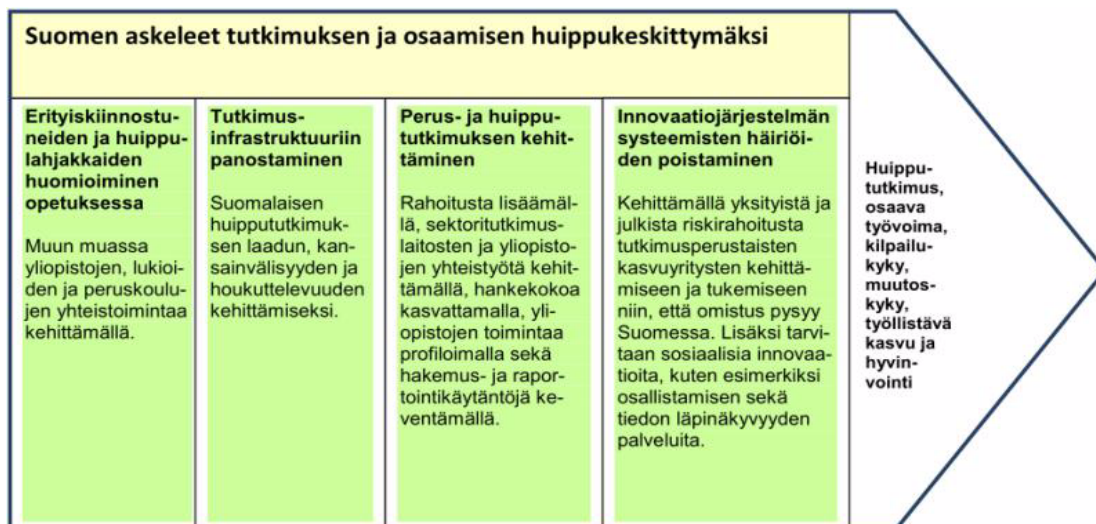 Suomen askeleet tutkimuksen ja osaamisen huippukeskittymäksi
Erityiskiinnostu-
neiden ja huippu-
lahjakkaiden
huomioiminen
opetuksessa
Muun muassa
yliopistojen, lukioi-
den ja peruskoulu-
jen yhteistoimintaa
kehittämällä.
Tutkimus-
infrastruktuuriin
panostaminen
Suomalaisen
huippututkimuk-
sen laadun, kan-
sainvälisyyden ja
houkuttelevuuden
kehittämiseksi.
Perus- ja huippu-
tutkimuksen kehit-
täminen
Rahoitusta lisäämäl-
lä, sektoritutkimus-
laitosten ja yliopisto-
jen yhteistyötä kehit-
tämällä, hankekokoa
kasvattamalla, yli-
opistojen toimintaa
profiloimalla sekä
hakemus- ja rapor-
tointikäytäntöjä ke-
ventämällä.
Innovaatiojärjestelmän
systeemisten häiriöi-
den poistaminen
Kehittämällä yksityistä ja
julkista riskirahoitusta
tutkimusperustaisten
kasvuyritysten kehittä-
miseen ja tukemiseen
niin, että omistus pysyy
Suomessa. Lisäksi tarvi-
taan sosiaalisia innovaa-
tioita, kuten esimerkiksi
osallistamisen sekä
tiedon läpinäkyvyyden
palveluita.
Huippu-
tutkimus,
osaava
työvoima,
kilpailu-
kyky,
muutos-
kyky,
työllistävä
kasvu ja
hyvin-
vointi